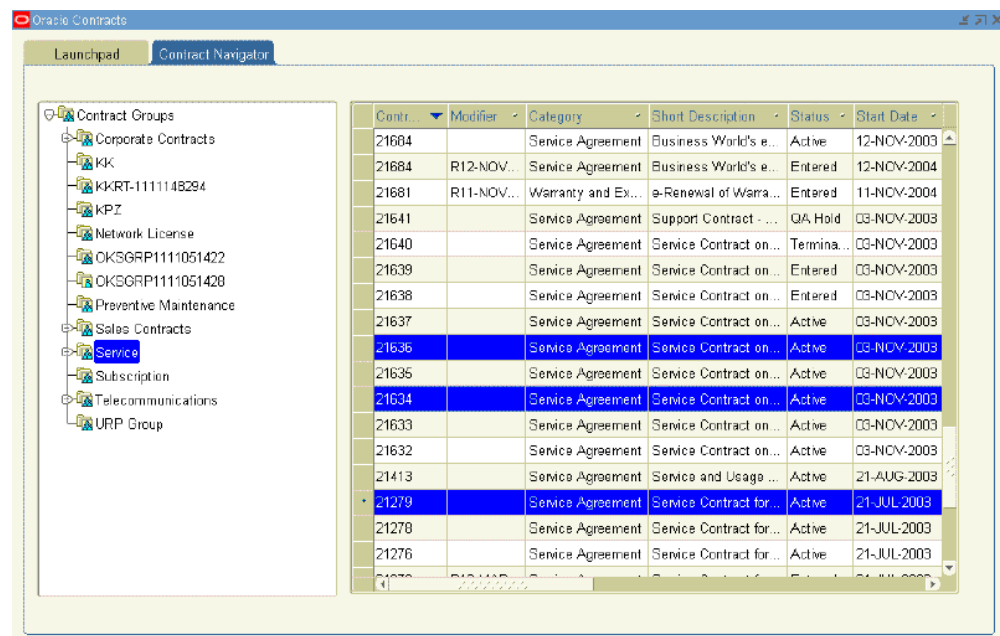 Oracle Contracts
Launchpad Contract Navigator
Contract Groups
Corporate Contracts
KK
KKRT-1111148294
KPZ
Network License
OKSGRP1111051422
OKSGRP1111051428
Preventive Maintenance
Sales Contracts
Service
Subscription
Telecommunications
URP Group
Contr... Modifier Category Short Description Status Start Date
21684 Service Agreement Business World's e... Active 12-NOV-2003
21684 R12-NOV... Service Agreement Business World's e... Entered 12-NOV-2004
21681 R11-NOV... Warranty and Ex... e-Renewal of Warra... Entered 11-NOV-2004
21641 Service Agreement Support Contract - ... QA Hold 03-NOV-2003
21640 Service Agreement Service Contract on... Termina... 03-NOV-2003
21639 Service Agreement Service Contract on... Entered 03-NOV-2003
21638 Service Agreement Service Contract on... Entered 03-NOV-2003
21637 Service Agreement Service Contract on... Active 03-NOV-2003
21636 Service Agreement Service Contract on... Active 03-NOV-2003
21635 Service Agreement Service Contract on... Active 03-NOV-2003
21634 Service Agreement Service Contract on... Active 03-NOV-2003
21633 Service Agreement Service Contract on... Active 03-NOV-2003
21632 Service Agreement Service Contract on... Active 03-NOV-2003
21413 Service Agreement Service and Usage ... Active 21-AUG-2003
21279 Service Agreement Service Contract for... Active 21-JUL-2003
21278 Service Agreement Service Contract for... Active 21-JUL-2003
21276 Service Agreement Service Contract for... Active 21-JUL-2003